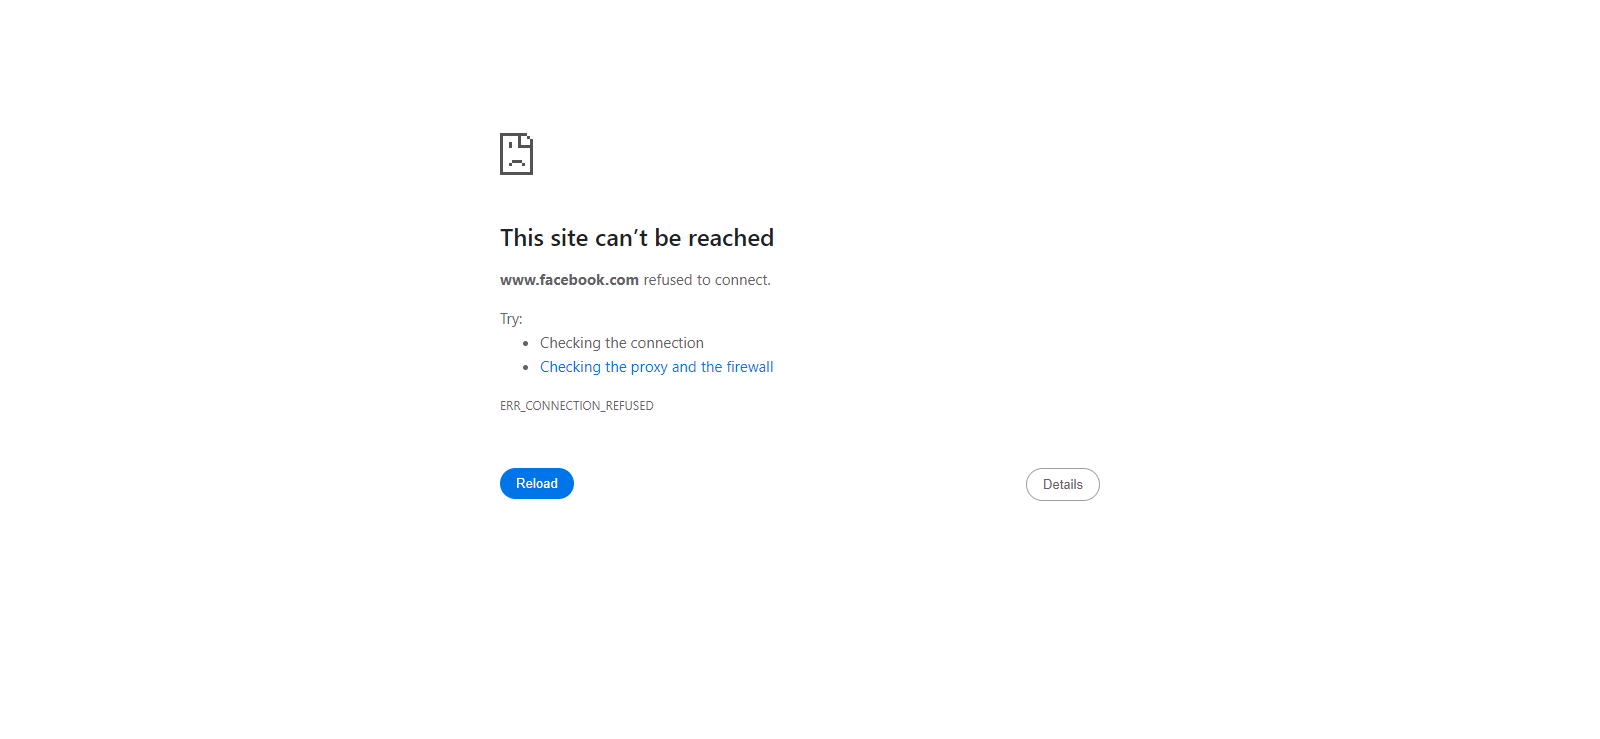 This site can’t be reached
www.facebook.com refused to connect.
Try:
Checking the connection
Checking the proxy and the firewall
ERR_CONNECTION_REFUSED
Reload
Details